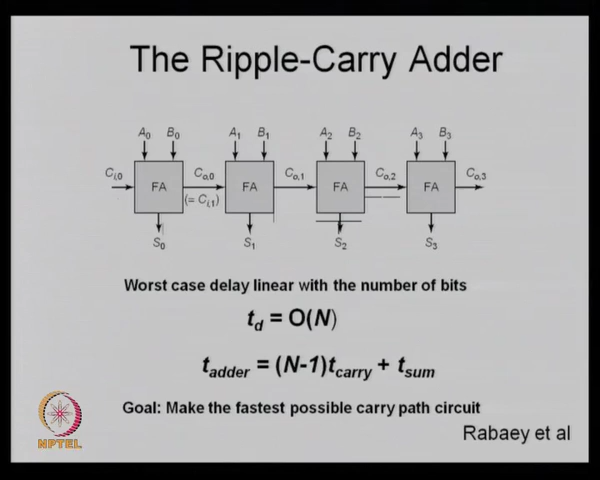 The Ripple-Carry Adder
A0 B0 A1 B1 A2 B2 A3 B3
Ci,0 FA Co,0 (= Ci,1) FA Co,1 FA Co,2 FA Co,3
S0 S1 S2 S3
Worst case delay linear with the number of bits
td = O(N)
tadder = (N-1)tcarry + tsum
Goal: Make the fastest possible carry path circuit
NPTEL
Rabaey et al